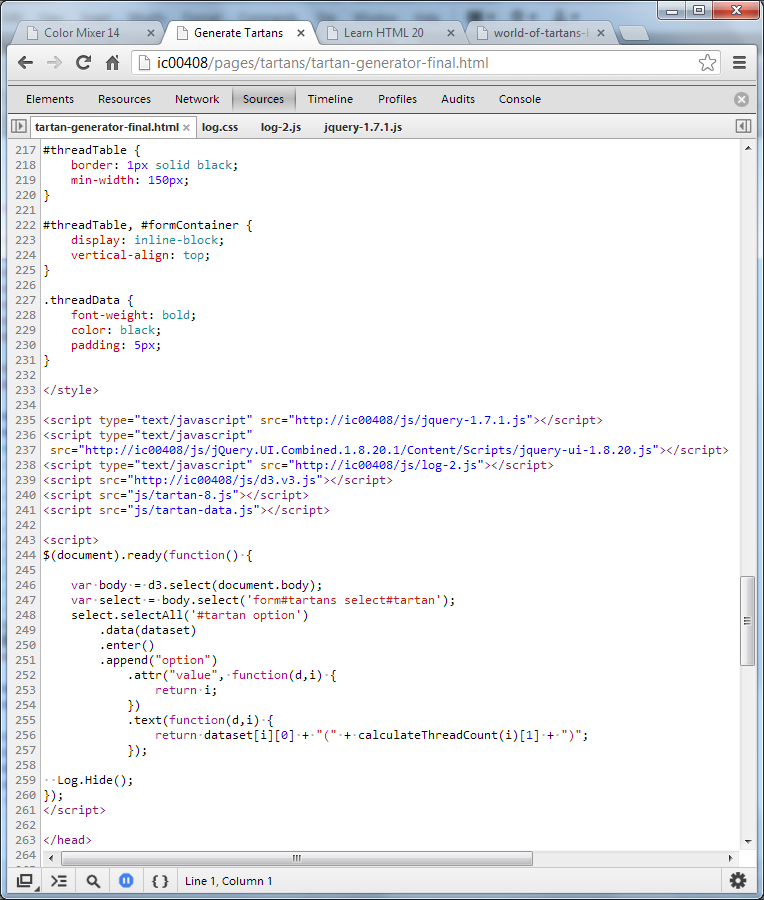 Color Mixer 14
Generate Tartans
Learn HTML 20
world-of-tartans-
ic00408/pages/tartans/tartan-generator-final.html
Elements Resources Network Sources Timeline Profiles Audits Console
tartan-generator-final.html log.css log-2.js jquery-1.7.1.js
217 #threadTable {
218     border: 1px solid black;
219     min-width: 150px;
220 }
221
222 #threadTable, #formContainer {
223     display: inline-block;
224     vertical-align: top;
225 }
226
227 .threadData {
228     font-weight: bold;
229     color: black;
230     padding: 5px;
231 }
232
233 </style>
234
235 <script type="text/javascript" src="http://ic00408/js/jquery-1.7.1.js"></script>
236 <script type="text/javascript"
237  src="http://ic00408/js/jQuery.UI.Combined.1.8.20.1/Content/Scripts/jquery-ui-1.8.20.js"></script>
238 <script type="text/javascript" src="http://ic00408/js/log-2.js"></script>
239 <script src="http://ic00408/js/d3.v3.js"></script>
240 <script src="js/tartan-8.js"></script>
241 <script src="js/tartan-data.js"></script>
242
243 <script>
244 $(document).ready(function() {
245
246     var body = d3.select(document.body);
247     var select = body.select('form#tartans select#tartan');
248     select.selectAll('#tartan option')
249         .data(dataset)
250         .enter()
251         .append("option")
252             .attr("value", function(d,i) {
253                 return i;
254             })
255             .text(function(d,i) {
256                 return dataset[i][0] + "(" + calculateThreadCount(i)[1] + ")";
257             });
258
259   Log.Hide();
260 });
261 </script>
262
263 </head>
264
Line 1, Column 1